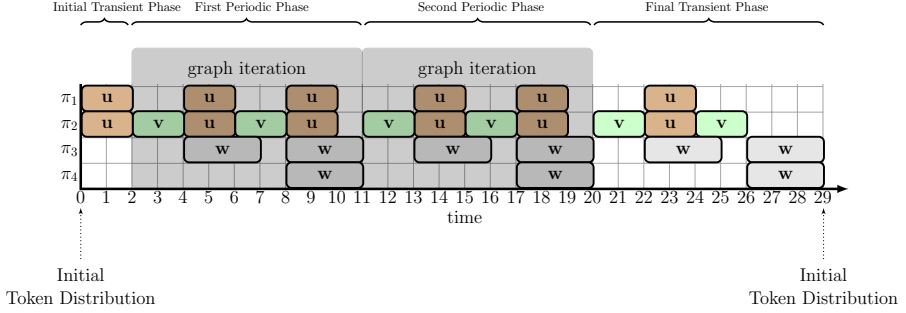 Initial Transient Phase First Periodic Phase Second Periodic Phase Final Transient Phase
graph iteration graph iteration
π1 u u u u u u
π2 u v u v u v u v u v u v
π3 w w w w w w
π4 w w w
0 1 2 3 4 5 6 7 8 9 10 11 12 13 14 15 16 17 18 19 20 21 22 23 24 25 26 27 28 29
time
Initial Initial
Token Distribution Token Distribution